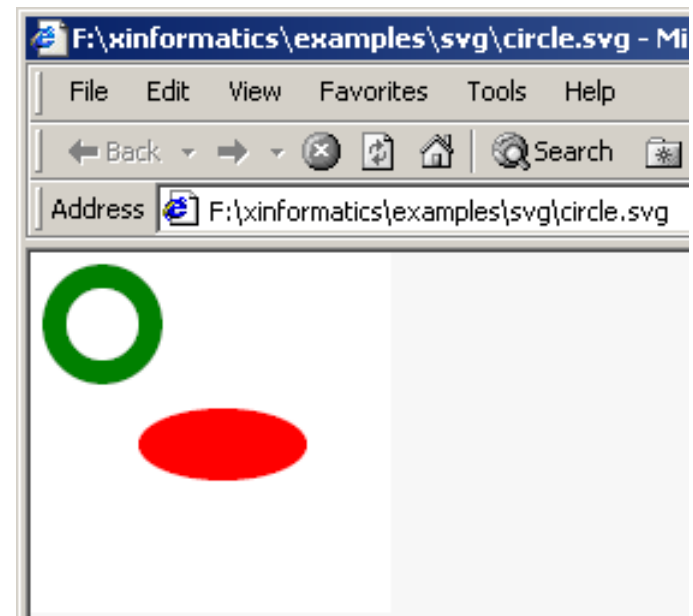 F:\xinformatics\examples\svg\circle.svg - Mi
File Edit View Favorites Tools Help
Back Search
Address F:\xinformatics\examples\svg\circle.svg